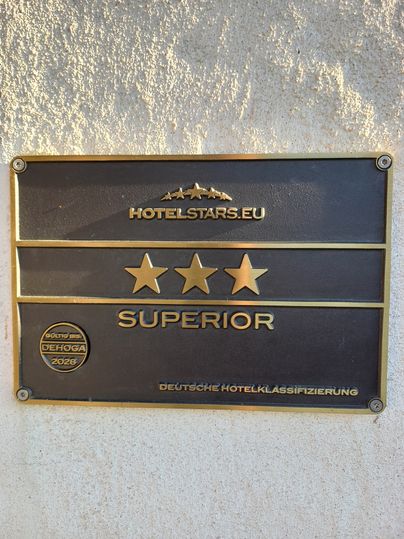 HOTELSTARS.EU
SUPERIOR
GÜLTIG BIS:
DEHOGA
2026
DEUTSCHE HOTELKLASSIFIZIERUNG